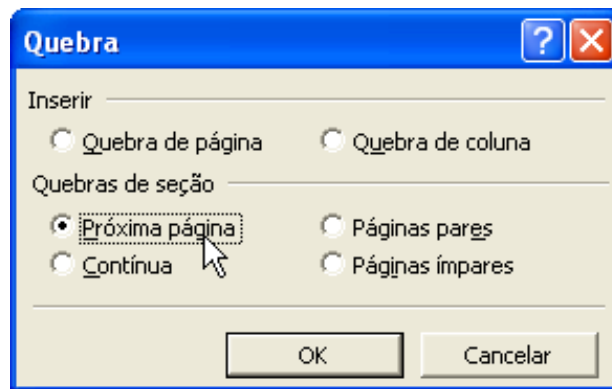 Quebra
Inserir
Quebra de página Quebra de coluna
Quebras de seção
Próxima página Páginas pares
Contínua Páginas ímpares
OK Cancelar